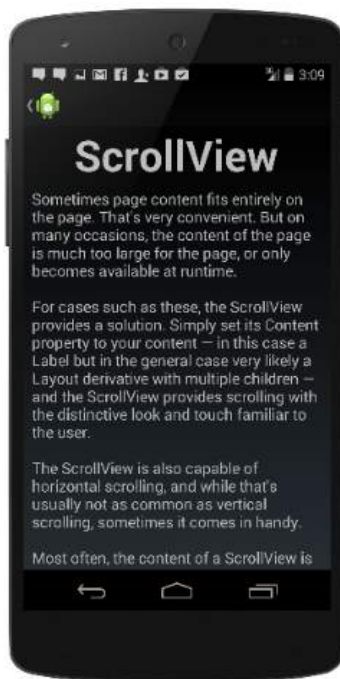 3:09
ScrollView
Sometimes page content fits entirely on
the page. That's very convenient. But on
many occasions, the content of the page
is much too large for the page, or only
becomes available at runtime.
For cases such as these, the ScrollView
provides a solution. Simply set its Content
property to your content — in this case a
Label but in the general case very likely a
Layout derivative with multiple children —
and the ScrollView provides scrolling with
the distinctive look and touch familiar to
the user.
The ScrollView is also capable of
horizontal scrolling, and while that's
usually not as common as vertical
scrolling, sometimes it comes in handy.
Most often, the content of a ScrollView is